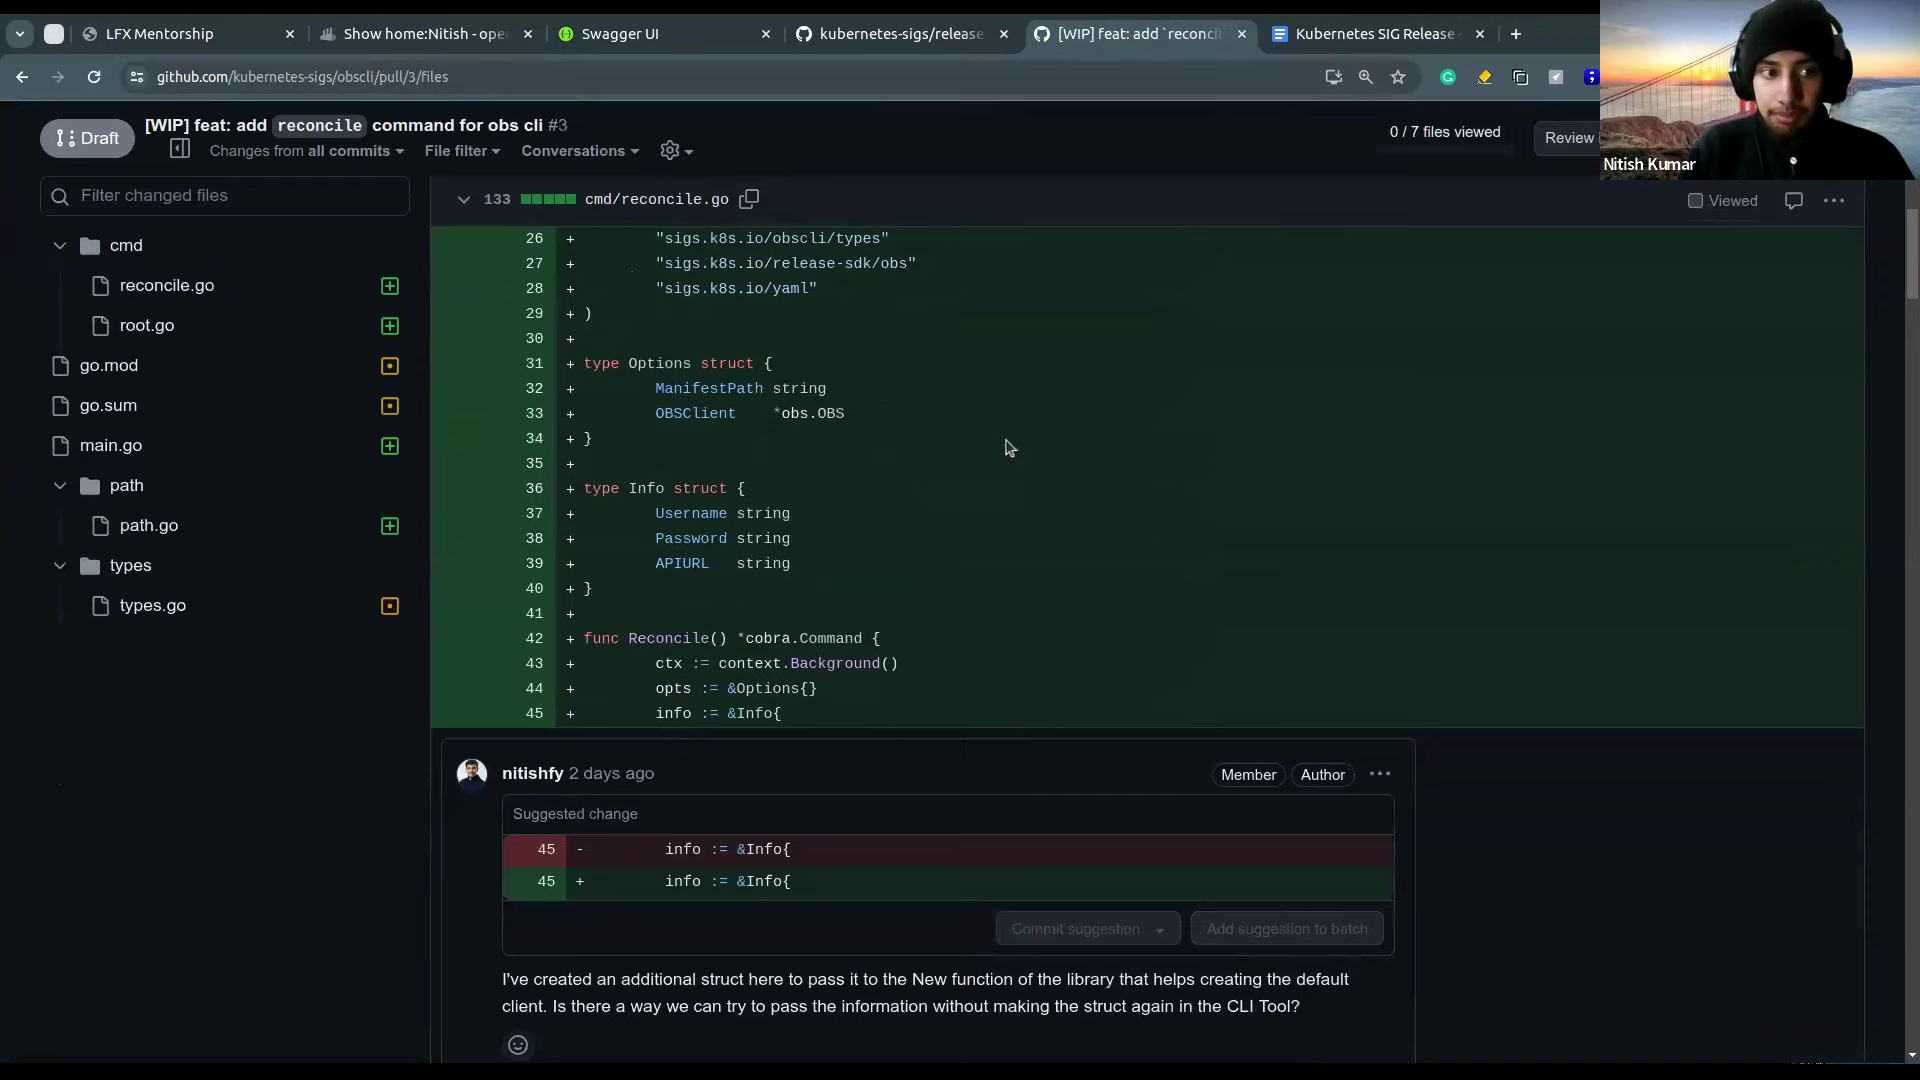 LFX Mentorship
Show home:Nitish - ope
Swagger UI
kubernetes-sigs/release
[WIP] feat: add `reconci
Kubernetes SIG Release
github.com/kubernetes-sigs/obscli/pull/3/files
Draft
[WIP] feat: add reconcile command for obs cli #3
Changes from all commits
File filter
Conversations
0 / 7 files viewed
Review
Nitish Kumar
Filter changed files
cmd
reconcile.go
root.go
go.mod
go.sum
main.go
path
path.go
types
types.go
133 cmd/reconcile.go
Viewed
26 + "sigs.k8s.io/obscli/types"
27 + "sigs.k8s.io/release-sdk/obs"
28 + "sigs.k8s.io/yaml"
29 + )
30 +
31 + type Options struct {
32 + ManifestPath string
33 + OBSClient *obs.OBS
34 + }
35 +
36 + type Info struct {
37 + Username string
38 + Password string
39 + APIURL string
40 + }
41 +
42 + func Reconcile() *cobra.Command {
43 + ctx := context.Background()
44 + opts := &Options{}
45 + info := &Info{
nitishfy 2 days ago
Member
Author
Suggested change
45 - info := &Info{
45 + info := &Info{
Commit suggestion
Add suggestion to batch
I've created an additional struct here to pass it to the New function of the library that helps creating the default
client. Is there a way we can try to pass the information without making the struct again in the CLI Tool?